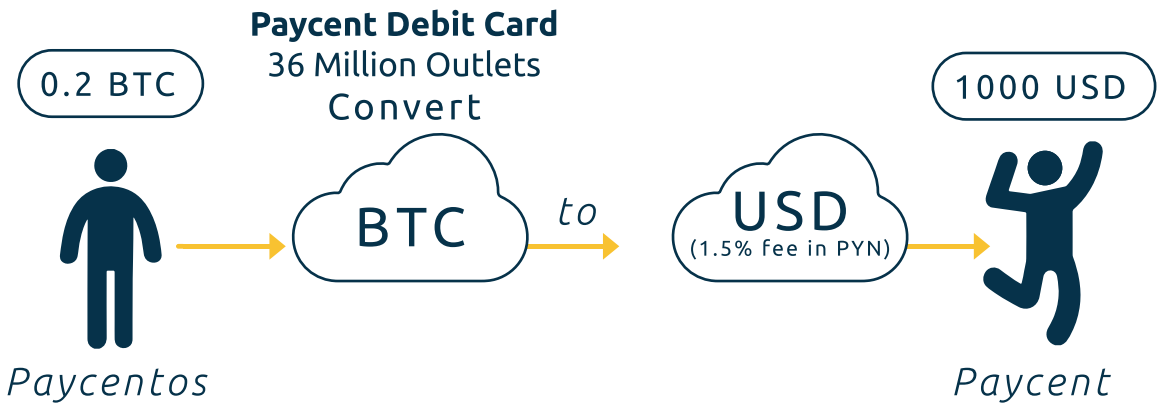 Paycent Debit Card
36 Million Outlets
Convert
0.2 BTC
1000 USD
BTC
to
USD
(1.5% fee in PYN)
Paycentos
Paycent